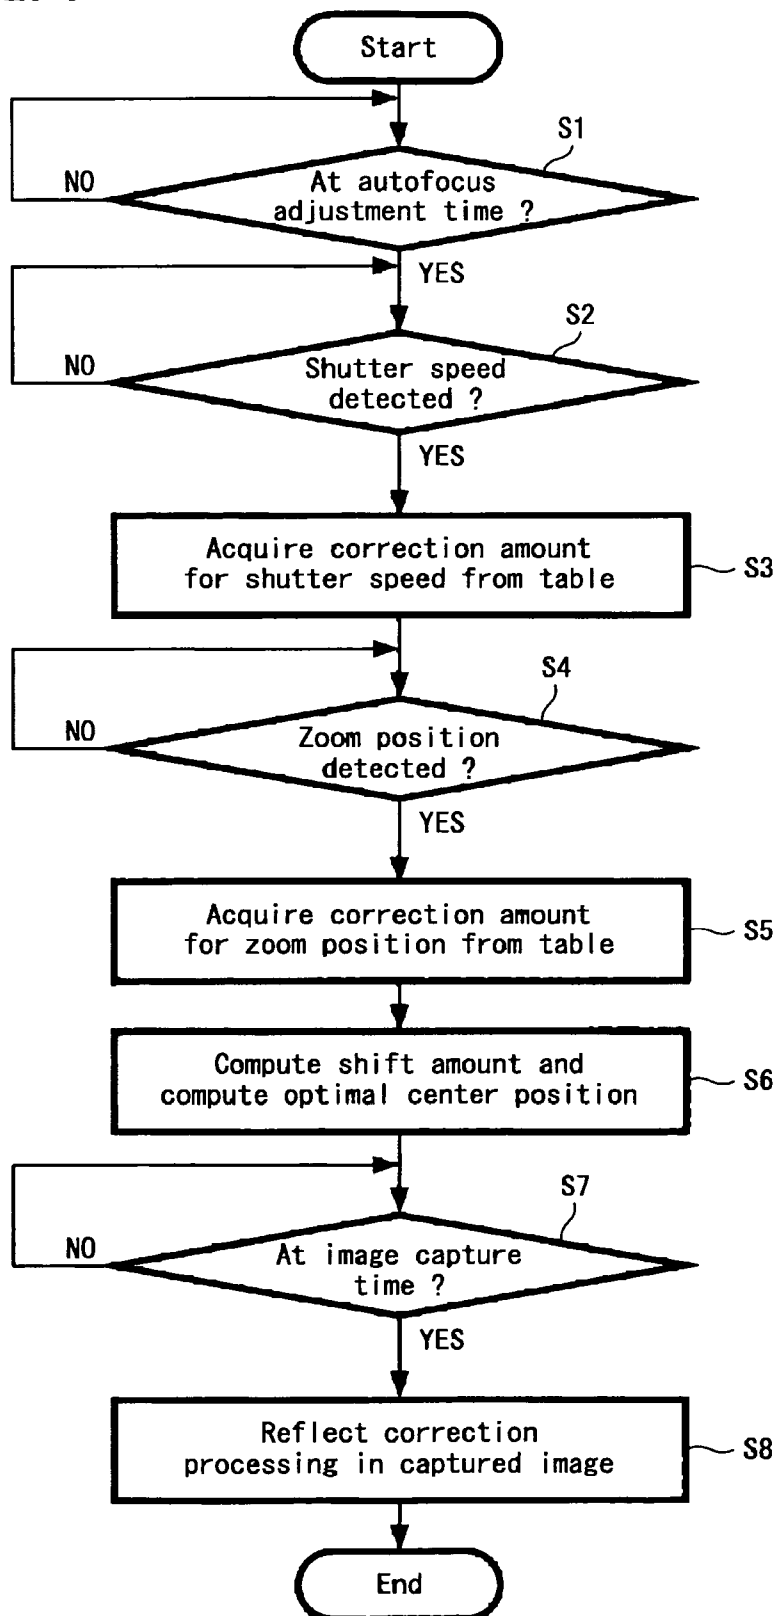 Start
S1
NO
At autofocus
adjustment time ?
YES
S2
NO
Shutter speed
detected ?
YES
Acquire correction amount
for shutter speed from table
S3
S4
NO
Zoom position
detected ?
YES
Acquire correction amount
for zoom position from table
S5
Compute shift amount and
compute optimal center position
S6
S7
NO
At image capture
time ?
YES
Reflect correction
processing in captured image
S8
End